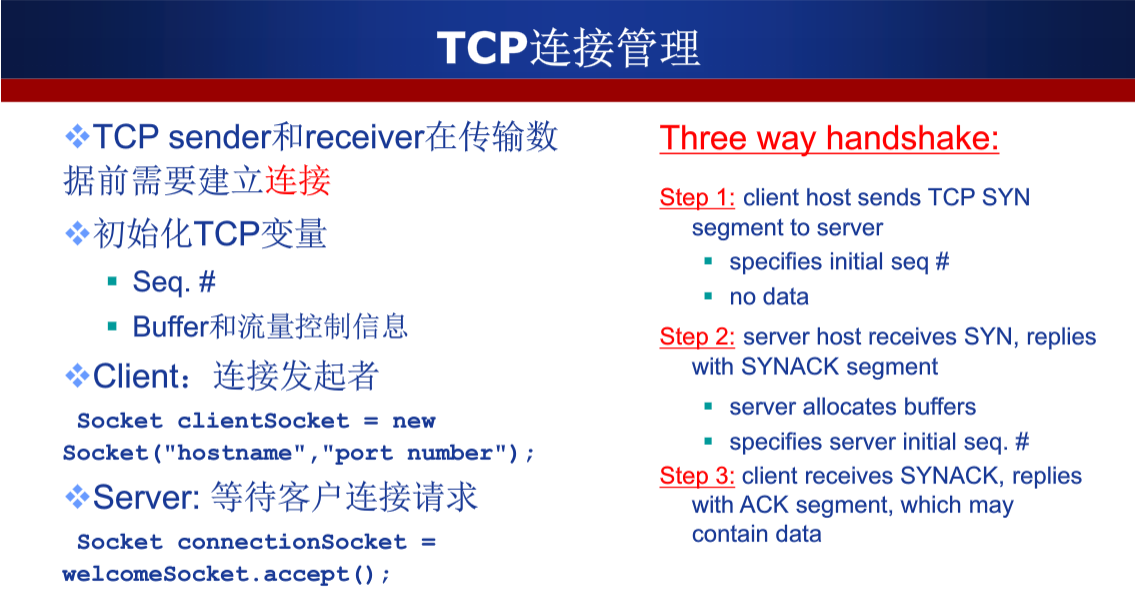 TCP连接管理
❖TCP sender和receiver在传输数
据前需要建立连接
❖初始化TCP变量
▪ Seq. #
▪ Buffer和流量控制信息
❖Client：连接发起者
Socket clientSocket = new
Socket("hostname","port number");
❖Server: 等待客户连接请求
Socket connectionSocket =
welcomeSocket.accept();
Three way handshake:
Step 1: client host sends TCP SYN
segment to server
▪ specifies initial seq #
▪ no data
Step 2: server host receives SYN, replies
with SYNACK segment
▪ server allocates buffers
▪ specifies server initial seq. #
Step 3: client receives SYNACK, replies
with ACK segment, which may
contain data